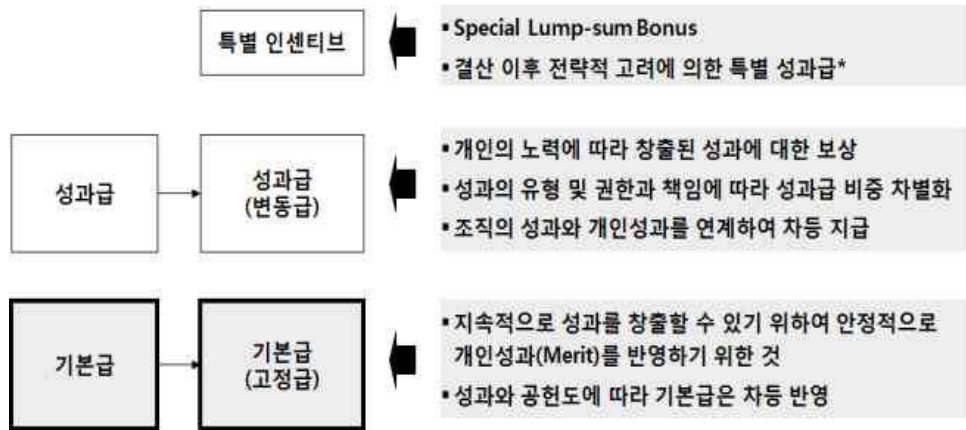 특별 인센티브
▪ Special Lump-sum Bonus
▪ 결산 이후 전략적 고려에 의한 특별 성과급*
성과급
성과급
(변동급)
▪ 개인의 노력에 따라 창출된 성과에 대한 보상
▪ 성과의 유형 및 권한과 책임에 따라 성과급 비중 차별화
▪ 조직의 성과와 개인성과를 연계하여 차등 지급
기본급
기본급
(고정급)
▪ 지속적으로 성과를 창출할 수 있기 위하여 안정적으로
개인성과(Merit)를 반영하기 위한 것
▪ 성과와 공헌도에 따라 기본급은 차등 반영